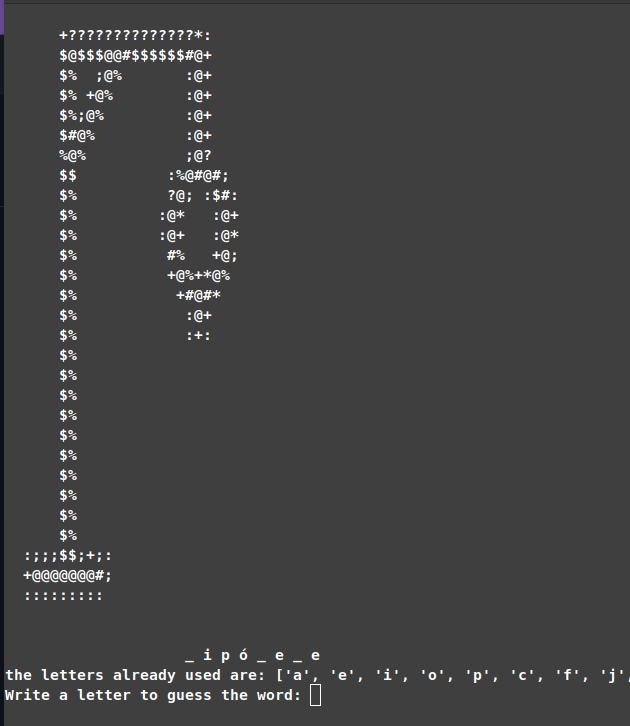 +??????????????*:
$@$$$@@#$$$$$$#@+
$%  ;@%       :@+
$% +@%        :@+
$%;@%         :@+
$#@%          :@+
%@%           ;@?
$$          :%@#@#;
$%          ?@; :$#:
$%         :@*   :@+
$%         :@+   :@*
$%          #%   +@;
$%          +@%+*@%
$%           +#@#*
$%            :@+
$%            :+:
$%
$%
$%
$%
$%
$%
$%
$%
$%
$%
:;;;$$;+;:
+@@@@@@@#;
:::::::::
_ i p ó _ e _ e
the letters already used are: ['a', 'e', 'i', 'o', 'p', 'c', 'f', 'j',
Write a letter to guess the word: